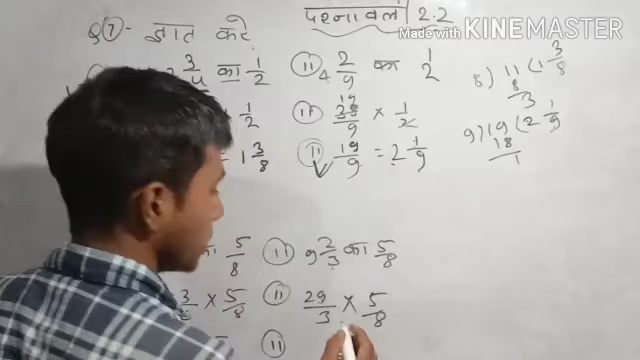 प्रश्नावली 2.2
Made with KINEMASTER
Q 7 - ज्ञात करे
2 3/4 का 1/2
(ii) 4 2/9 का 1/2
8) 11 (1 3/8
8
3
1/2
(ii) 19 38/9 × 1/2
9) 19 (2 1/9
18
1
= 1 3/8
(ii) 19/9 = 2 1/9
का 5/8
(ii) 9 2/3 का 5/8
× 5/8
(ii) 29/3 × 5/8
(ii)